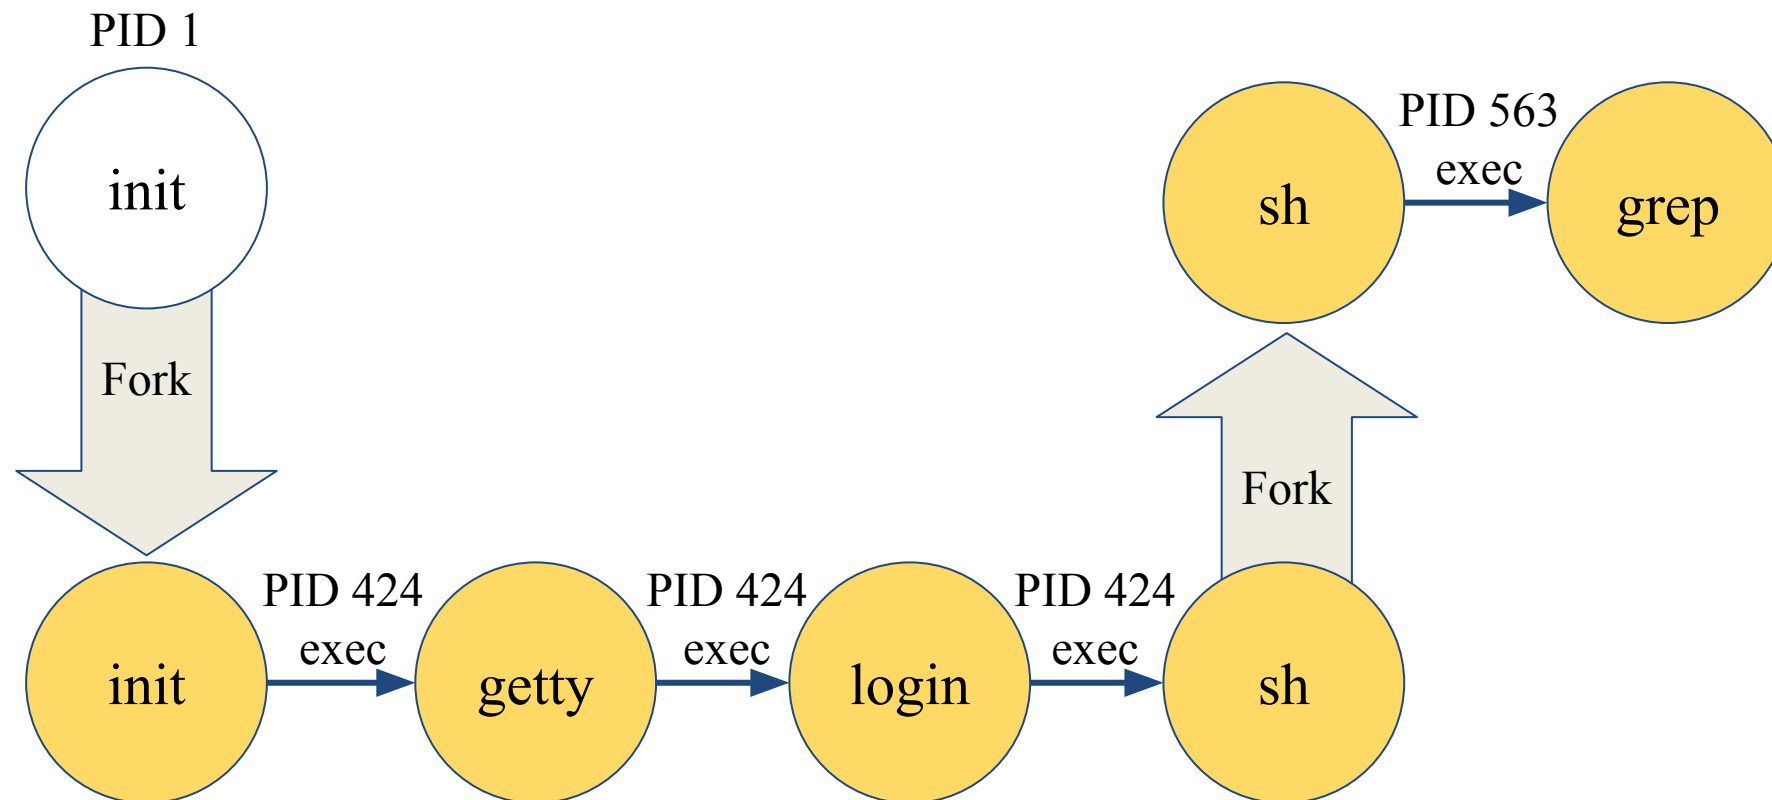 PID 1
init
Fork
sh
PID 563
exec
grep
Fork
init
PID 424
exec
getty
PID 424
exec
login
PID 424
exec
sh